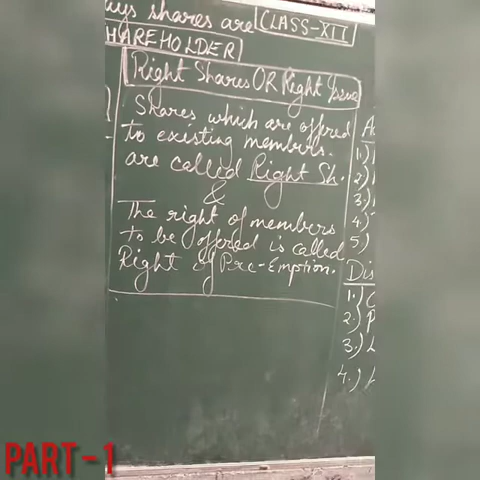 ays shares are CLASS-XII
HAREHOLDER
Right Shares OR Right Issue
Shares which are offered
to existing members.
are called Right Sh.
&
The right of members
to be offered is called
Right of Pre-Emption.
1.)
2.)
3.)
4.)
5.)
Dis
1.) C
2.) P
3.) L
4.)
PART-1